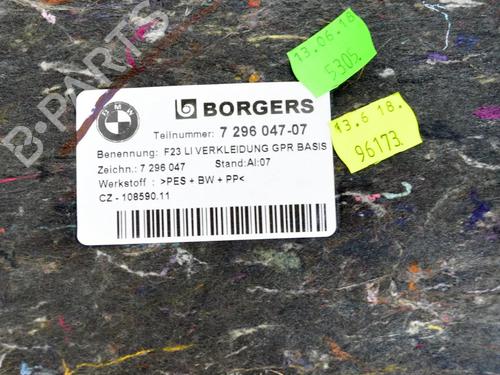 BMW
BORGERS
Teilnummer: 7 296 047-07
Benennung: F23 LI VERKLEIDUNG GPR BASIS
Zeichn.: 7 296 047 Stand:AI:07
Werkstoff : >PES + BW + PP<
CZ - 108590.11
13.06.18
5305
13.6 18.
96173
B-PARTS